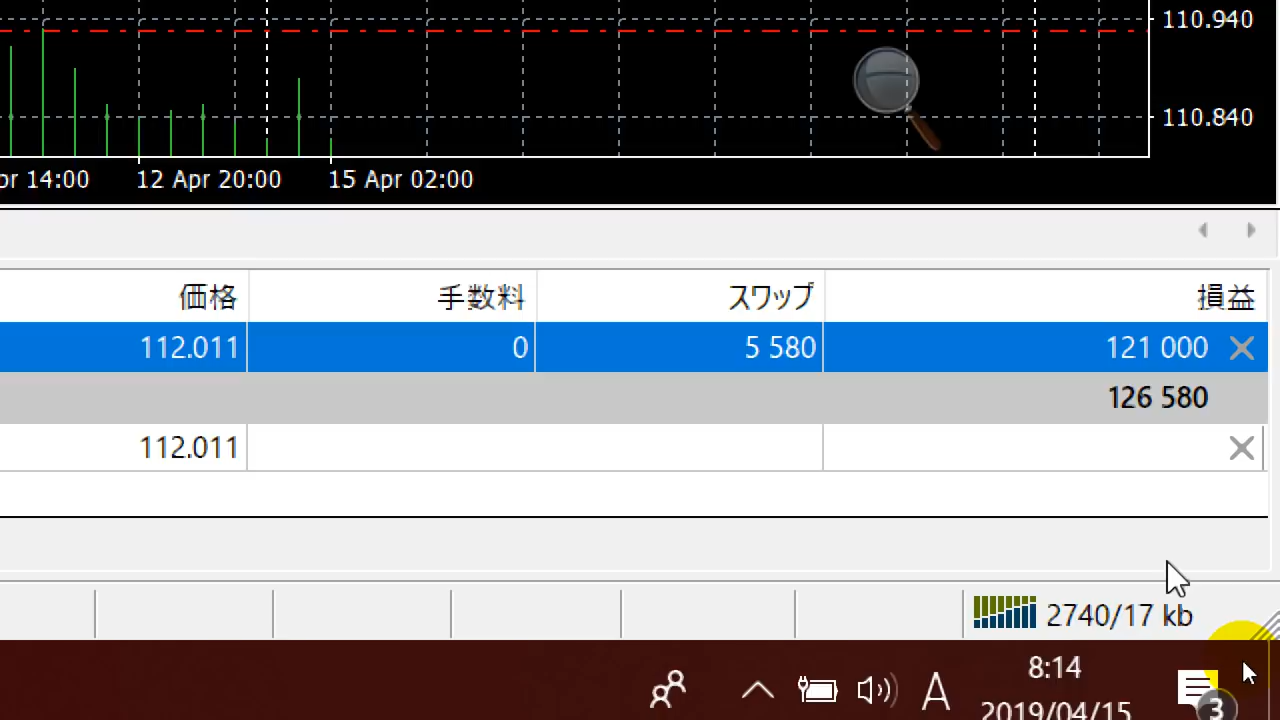 110.940
110.840
14:00 12 Apr 20:00 15 Apr 02:00
価格 手数料 スワップ 損益
112.011 0 5 580 121 000
126 580
112.011
2740/17 kb
A 8:14
2019/04/15
3